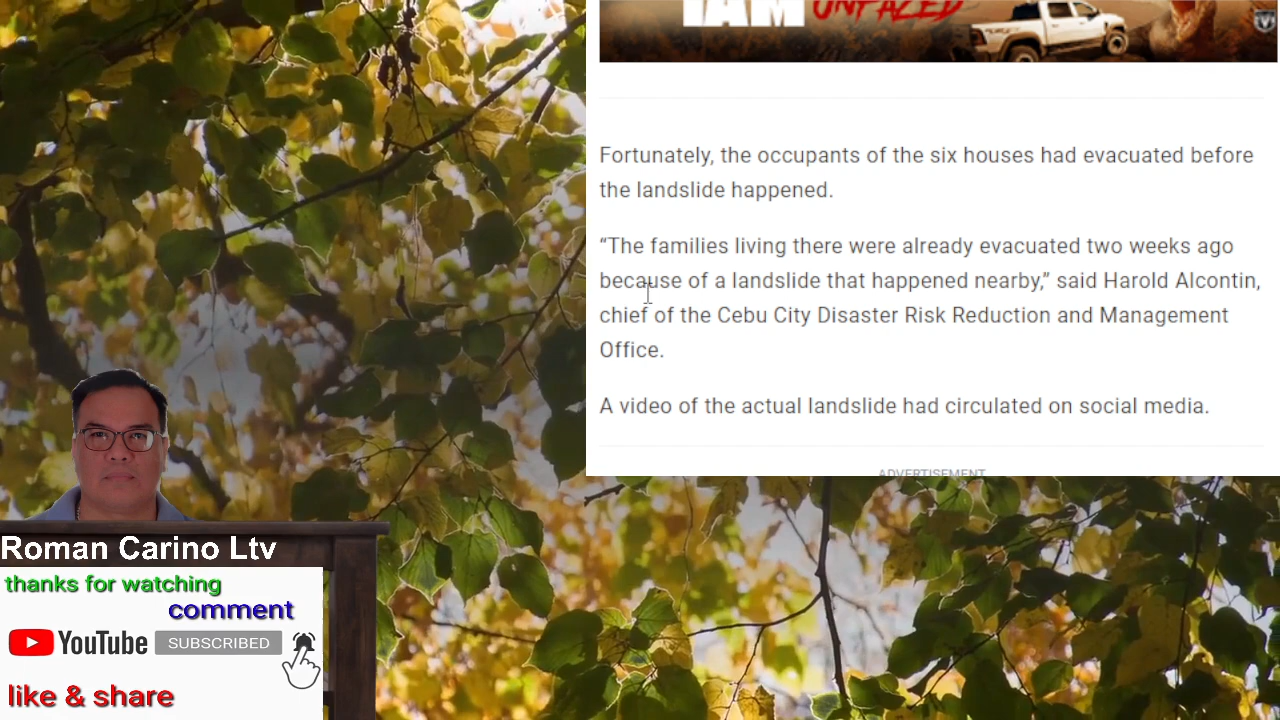 IAM UNFAZED
Fortunately, the occupants of the six houses had evacuated before
the landslide happened.
“The families living there were already evacuated two weeks ago
because of a landslide that happened nearby,” said Harold Alcontin,
chief of the Cebu City Disaster Risk Reduction and Management
Office.
A video of the actual landslide had circulated on social media.
ADVERTISEMENT
Roman Carino Ltv
thanks for watching
comment
YouTube SUBSCRIBED
like & share